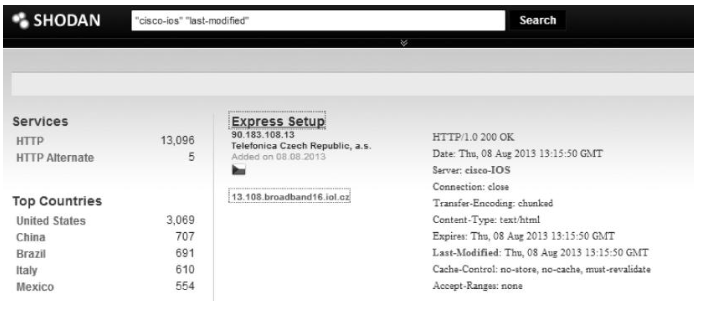 SHODAN
"cisco-ios" "last-modified"
Search
Services
HTTP 13,096
HTTP Alternate 5
Top Countries
United States 3,069
China 707
Brazil 691
Italy 610
Mexico 554
Express Setup
90.183.108.13
Telefonica Czech Republic, a.s.
Added on 08.08.2013
13.108.broadband16.iol.cz
HTTP/1.0 200 OK
Date: Thu, 08 Aug 2013 13:15:50 GMT
Server: cisco-IOS
Connection: close
Transfer-Encoding: chunked
Content-Type: text/html
Expires: Thu, 08 Aug 2013 13:15:50 GMT
Last-Modified: Thu, 08 Aug 2013 13:15:50 GMT
Cache-Control: no-store, no-cache, must-revalidate
Accept-Ranges: none